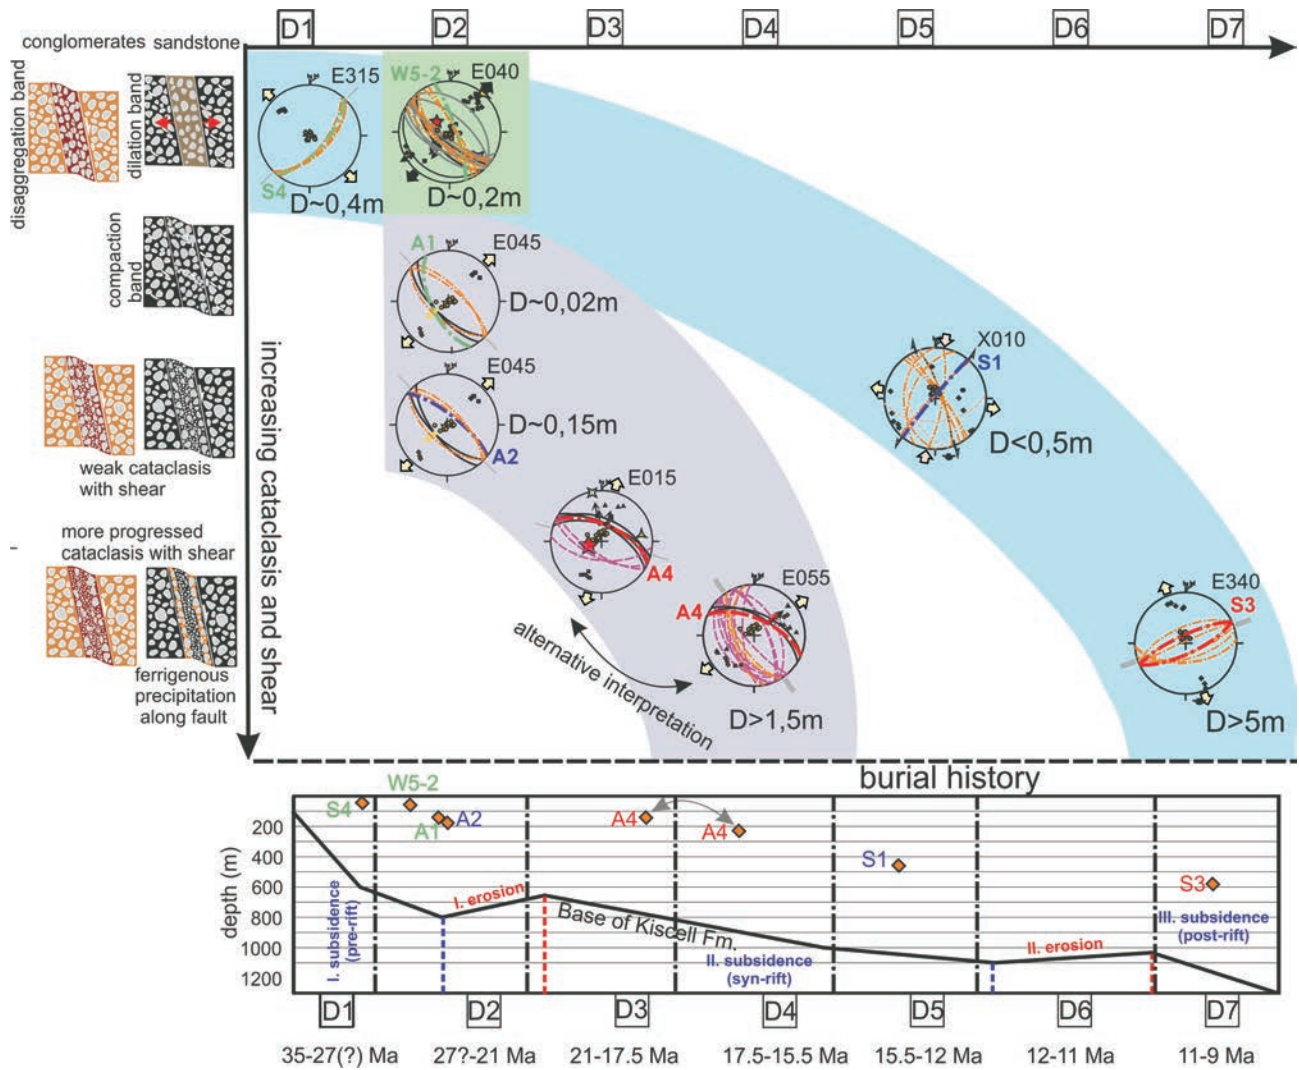 D1 D2 D3 D4 D5 D6 D7
conglomerates sandstone
disaggregation band
dilation band
compaction
band
weak cataclasis
with shear
more progressed
cataclasis with shear
ferrigenous
precipitation
along fault
increasing cataclasis and shear
E315
S4
D~0,4m
W5-2 E040
D~0,2m
A1 E045
D~0,02m
E045
D~0,15m
A2
E015
A4
A4 E055
D>1,5m
alternative interpretation
X010
S1
D<0,5m
E340
S3
D>5m
burial history
depth (m)
200
400
600
800
1000
1200
S4
W5-2
A1 A2
A4
A4
S1
S3
I. subsidence
(pre-rift)
I. erosion
Base of Kiscell Fm.
II. subsidence
(syn-rift)
II. erosion
III. subsidence
(post-rift)
D1 D2 D3 D4 D5 D6 D7
35-27(?) Ma 27?-21 Ma 21-17.5 Ma 17.5-15.5 Ma 15.5-12 Ma 12-11 Ma 11-9 Ma